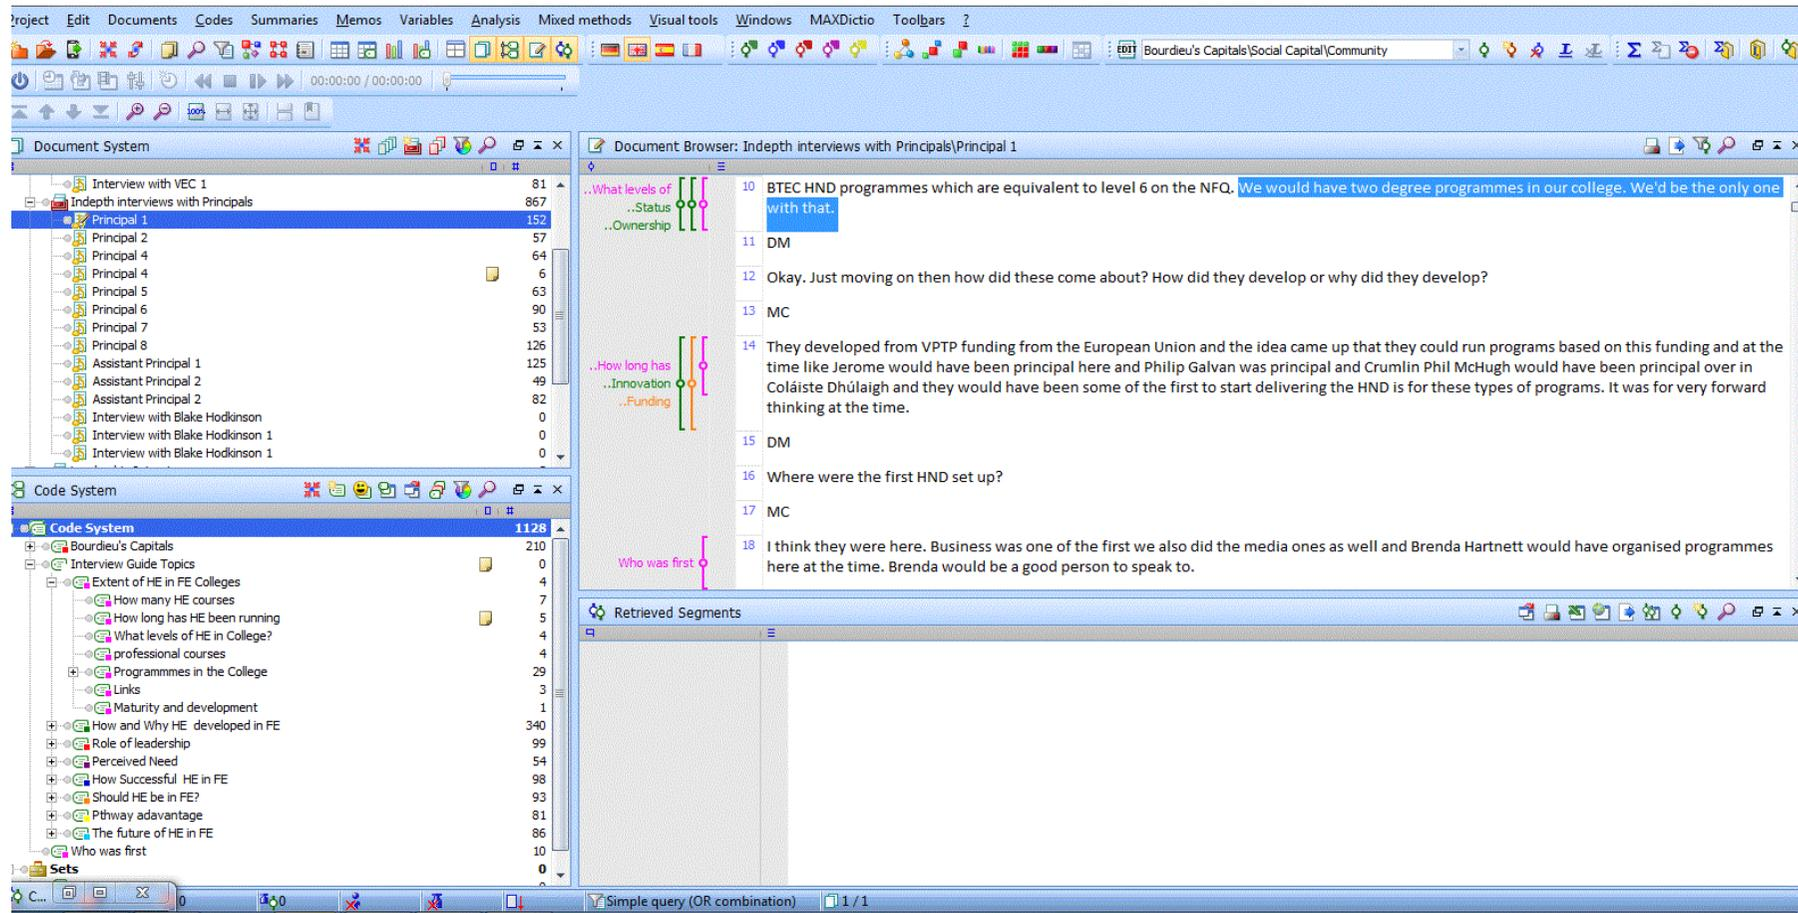 Project Edit Documents Codes Summaries Memos Variables Analysis Mixed methods Visual tools Windows MAXDictio Toolbars ?
EDIT Bourdieu's Capitals\Social Capital\Community
00:00:00 / 00:00:00
100%
Document System
Interview with VEC 1 81
Indepth interviews with Principals 867
Principal 1 152
Principal 2 57
Principal 4 64
Principal 4 6
Principal 5 63
Principal 6 90
Principal 7 53
Principal 8 126
Assistant Principal 1 125
Assistant Principal 2 49
Assistant Principal 2 82
Interview with Blake Hodkinson 0
Interview with Blake Hodkinson 1 0
Interview with Blake Hodkinson 1 0
Code System
Code System 1128
Bourdieu's Capitals 210
Interview Guide Topics 0
Extent of HE in FE Colleges 4
How many HE courses 7
How long has HE been running 5
What levels of HE in College? 4
professional courses 4
Programmmes in the College 29
Links 3
Maturity and development 1
How and Why HE developed in FE 340
Role of leadership 99
Perceived Need 54
How Successful HE in FE 98
Should HE be in FE? 93
Pthway adavantage 81
The future of HE in FE 86
Who was first 10
Sets 0
Document Browser: Indepth interviews with Principals\Principal 1
..What levels of
..Status
..Ownership
10 BTEC HND programmes which are equivalent to level 6 on the NFQ. We would have two degree programmes in our college. We'd be the only one
with that.
11 DM
12 Okay. Just moving on then how did these come about? How did they develop or why did they develop?
13 MC
..How long has
..Innovation
..Funding
14 They developed from VPTP funding from the European Union and the idea came up that they could run programs based on this funding and at the
time like Jerome would have been principal here and Philip Galvan was principal and Crumlin Phil McHugh would have been principal over in
Coláiste Dhúlaigh and they would have been some of the first to start delivering the HND is for these types of programs. It was for very forward
thinking at the time.
15 DM
16 Where were the first HND set up?
17 MC
Who was first
18 I think they were here. Business was one of the first we also did the media ones as well and Brenda Hartnett would have organised programmes
here at the time. Brenda would be a good person to speak to.
Retrieved Segments
C... 0 0 Simple query (OR combination) 1 / 1